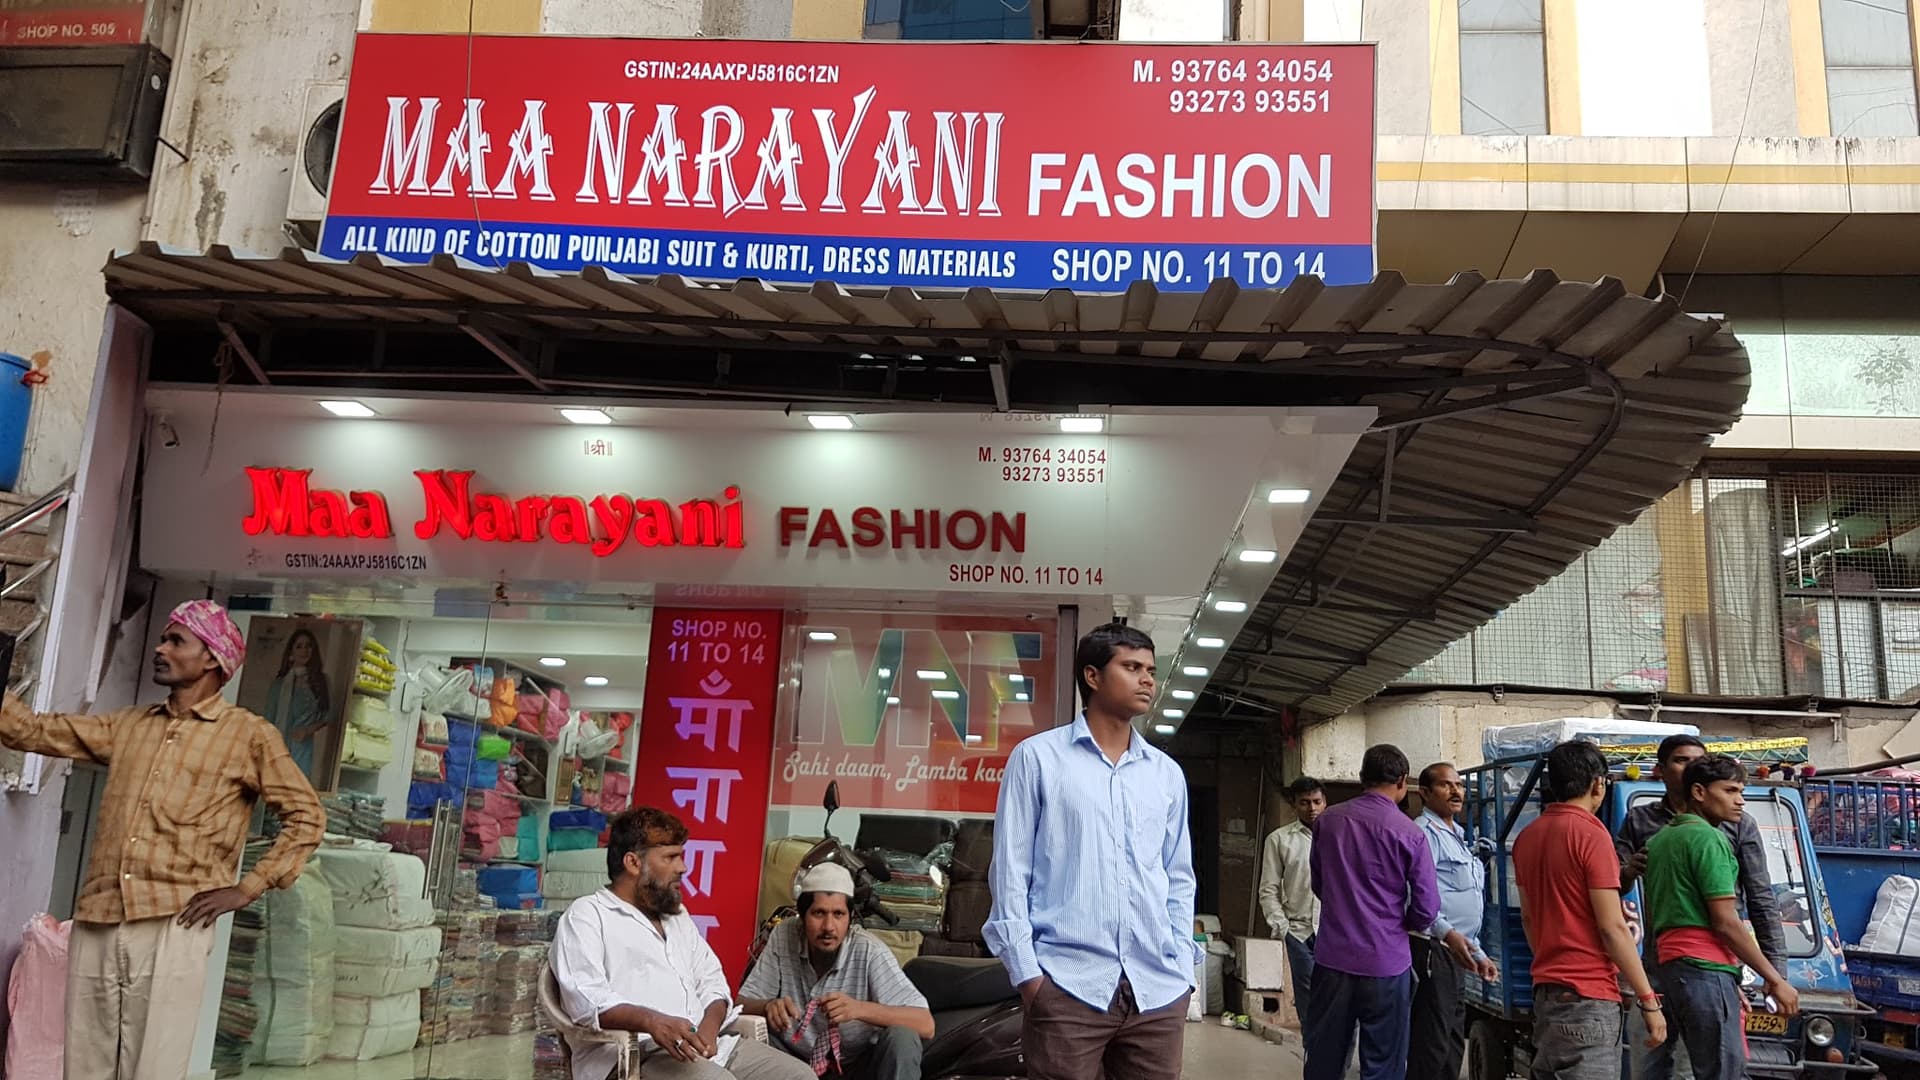 SHOP NO. 505
GSTIN:24AAXPJ5816C1ZN
M. 93764 34054
93273 93551
MAA NARAYANI FASHION
ALL KIND OF COTTON PUNJABI SUIT & KURTI, DRESS MATERIALS SHOP NO. 11 TO 14
॥श्री॥
M. 93764 34054
93273 93551
Maa Narayani FASHION
GSTIN:24AAXPJ5816C1ZN
SHOP NO. 11 TO 14
SHOP NO.
11 TO 14
माँ
ना
रा
MNF
Sahi daam, Lamba